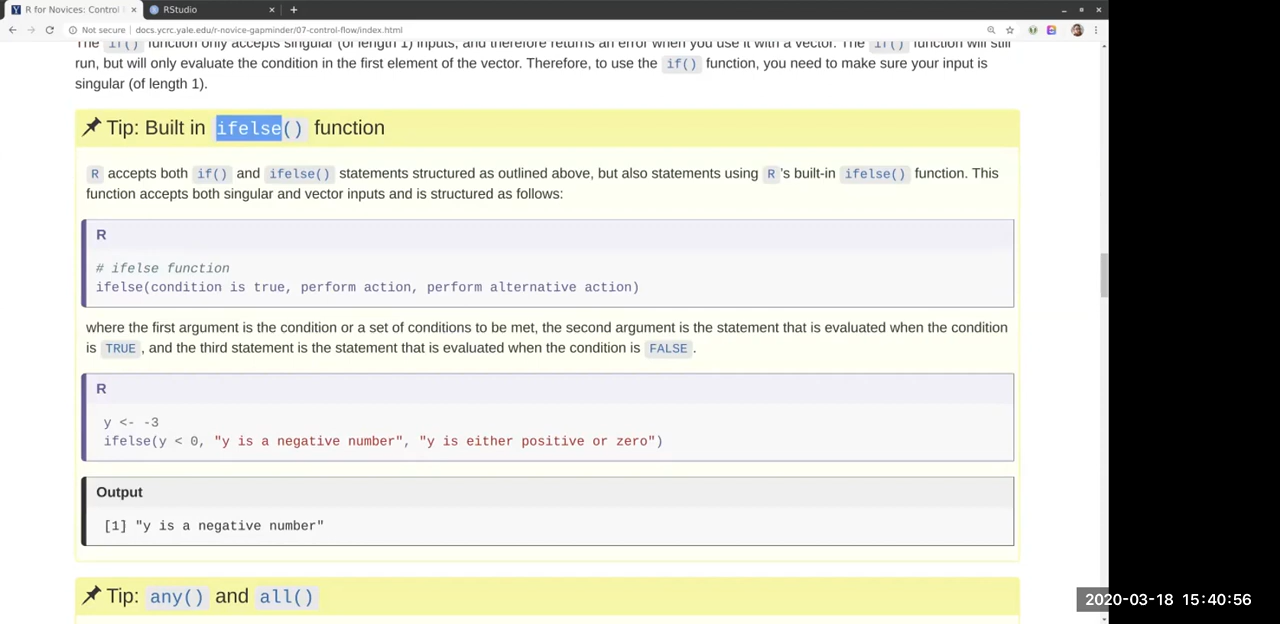 R for Novices: Control
RStudio
Not secure docs.ycrc.yale.edu/r-novice-gapminder/07-control-flow/index.html
The if() function only accepts singular (of length 1) inputs, and therefore returns an error when you use it with a vector. The if() function will still
run, but will only evaluate the condition in the first element of the vector. Therefore, to use the if() function, you need to make sure your input is
singular (of length 1).
Tip: Built in ifelse() function
R accepts both if() and ifelse() statements structured as outlined above, but also statements using R's built-in ifelse() function. This
function accepts both singular and vector inputs and is structured as follows:
R
# ifelse function
ifelse(condition is true, perform action, perform alternative action)
where the first argument is the condition or a set of conditions to be met, the second argument is the statement that is evaluated when the condition
is TRUE, and the third statement is the statement that is evaluated when the condition is FALSE.
R
y <- -3
ifelse(y < 0, "y is a negative number", "y is either positive or zero")
Output
[1] "y is a negative number"
Tip: any() and all()
2020-03-18 15:40:56